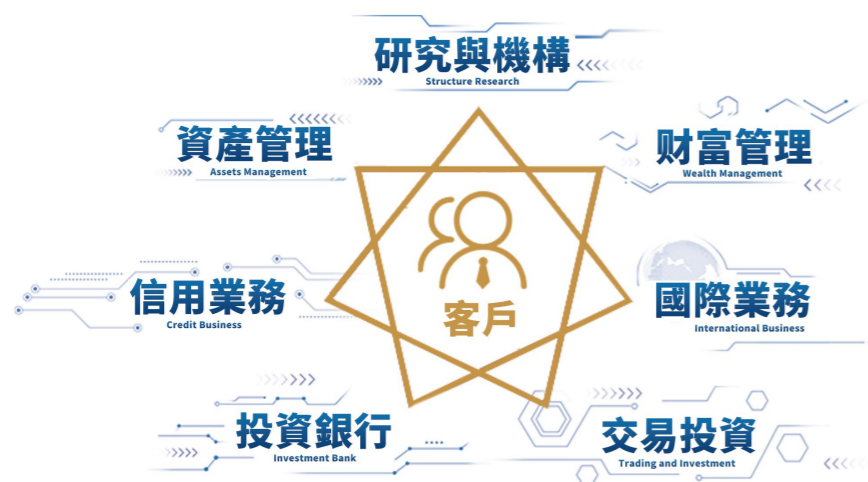 研究與機構
Structure Research
資產管理
Assets Management
财富管理
Wealth Management
客戶
信用業務
Credit Business
國際業務
International Business
投資銀行
Investment Bank
交易投資
Trading and Investment